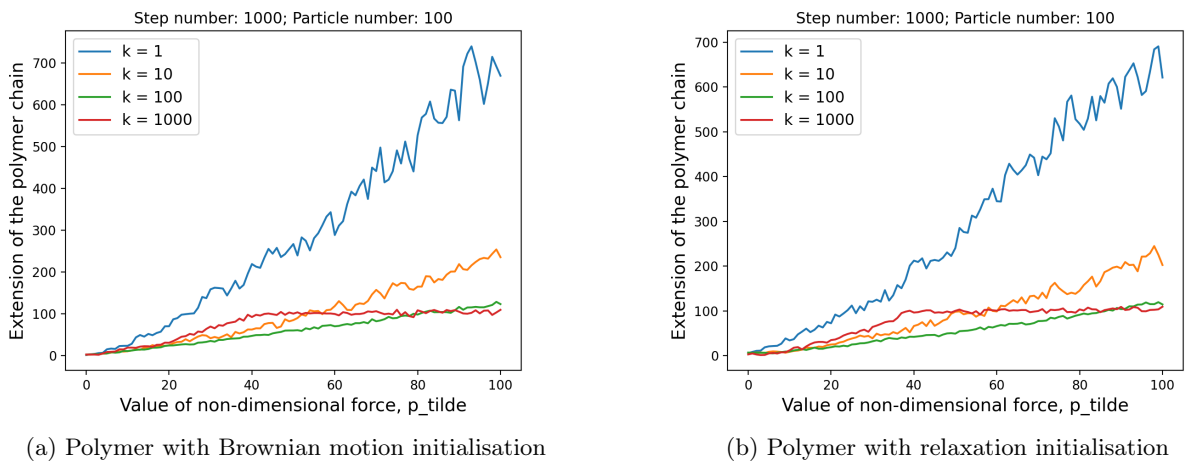 Step number: 1000; Particle number: 100
Extension of the polymer chain
700
600
500
400
300
200
100
0
k = 1
k = 10
k = 100
k = 1000
0 20 40 60 80 100
Value of non-dimensional force, p_tilde
(a) Polymer with Brownian motion initialisation
Step number: 1000; Particle number: 100
Extension of the polymer chain
700
600
500
400
300
200
100
0
k = 1
k = 10
k = 100
k = 1000
0 20 40 60 80 100
Value of non-dimensional force, p_tilde
(b) Polymer with relaxation initialisation